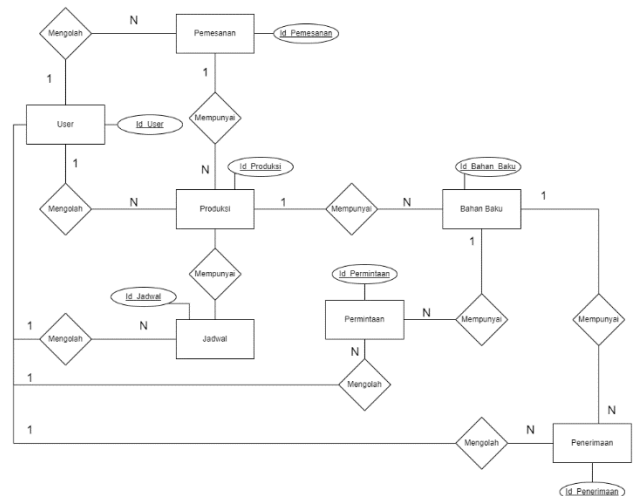 N
Mengolah
Pemesanan
Id_Pemesanan
1
1
User
Id_User
Mempunyai
1
N
Id_Produksi
Id_Bahan_Baku
Mengolah
N
Produksi
1
Mempunyai
N
Bahan Baku
1
1
Mempunyai
Id_Permintaan
Id_Jadwal
1
Mengolah
N
Jadwal
Permintaan
N
Mempunyai
Mempunyai
N
1
Mengolah
N
1
Mengolah
N
Penerimaan
Id_Penerimaan